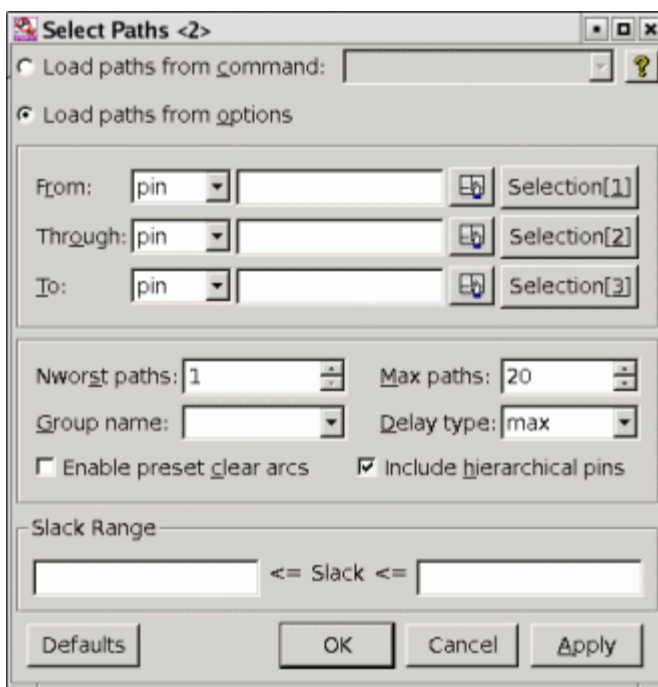 Select Paths <2>
Load paths from command: ?
Load paths from options
From: pin Selection[1]
Through: pin Selection[2]
To: pin Selection[3]
Nworst paths: 1 Max paths: 20
Group name: Delay type: max
Enable preset clear arcs Include hierarchical pins
Slack Range
<= Slack <=
Defaults OK Cancel Apply